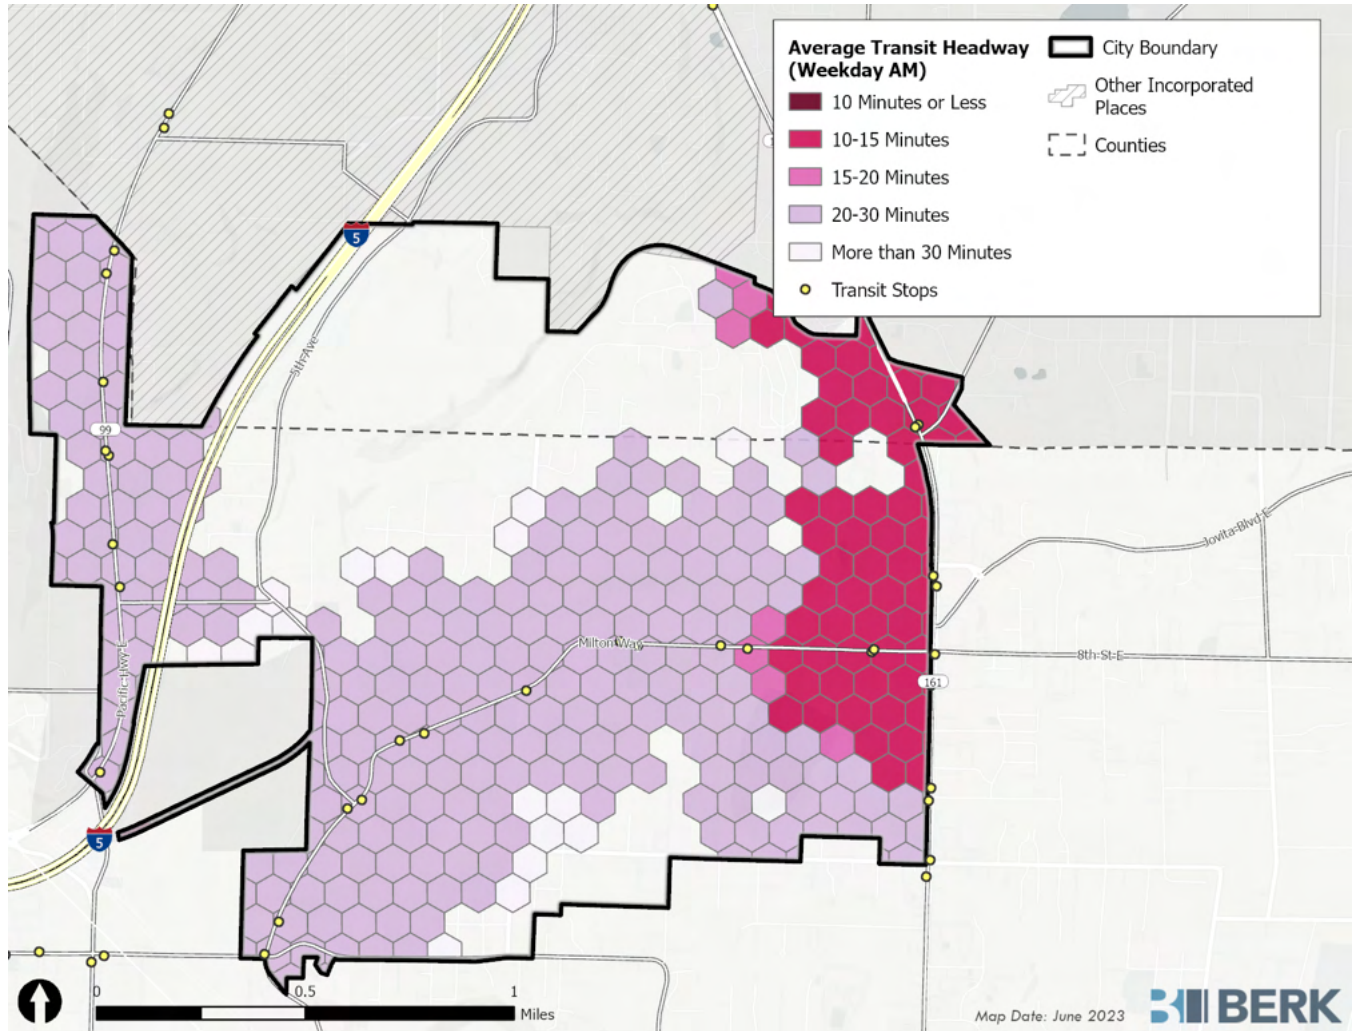 Average Transit Headway
(Weekday AM)
10 Minutes or Less
10-15 Minutes
15-20 Minutes
20-30 Minutes
More than 30 Minutes
Transit Stops
City Boundary
Other Incorporated
Places
Counties
5
5th Ave
99
Jovita Blvd E
Milton Way
8th St E
161
Pacific Hwy E
5
0
0.5
1
Miles
Map Date: June 2023
BERK